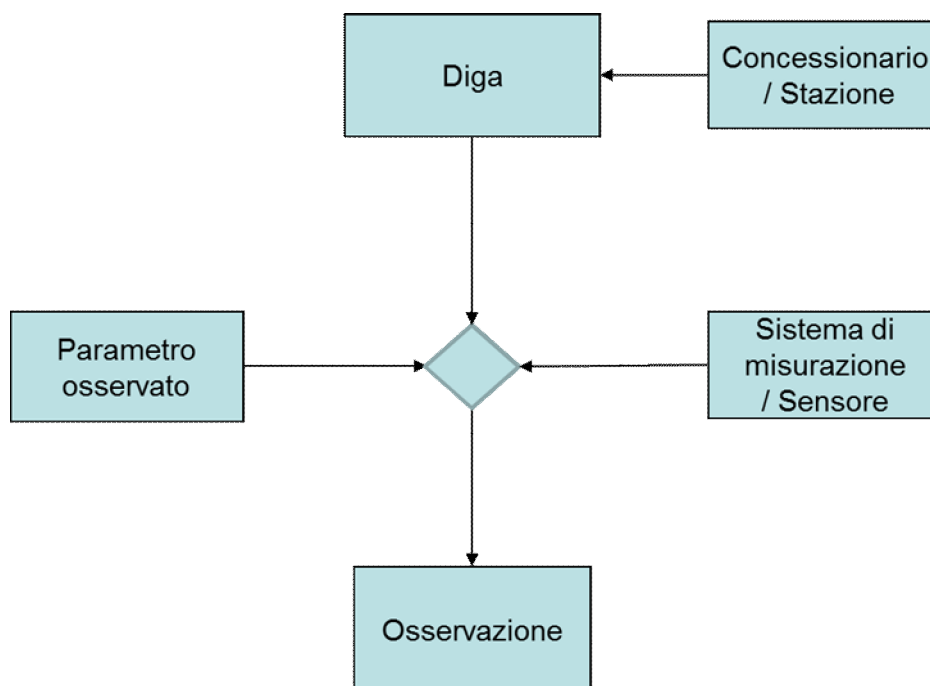 Diga
Concessionario
/ Stazione
Parametro
osservato
Sistema di
misurazione
/ Sensore
Osservazione